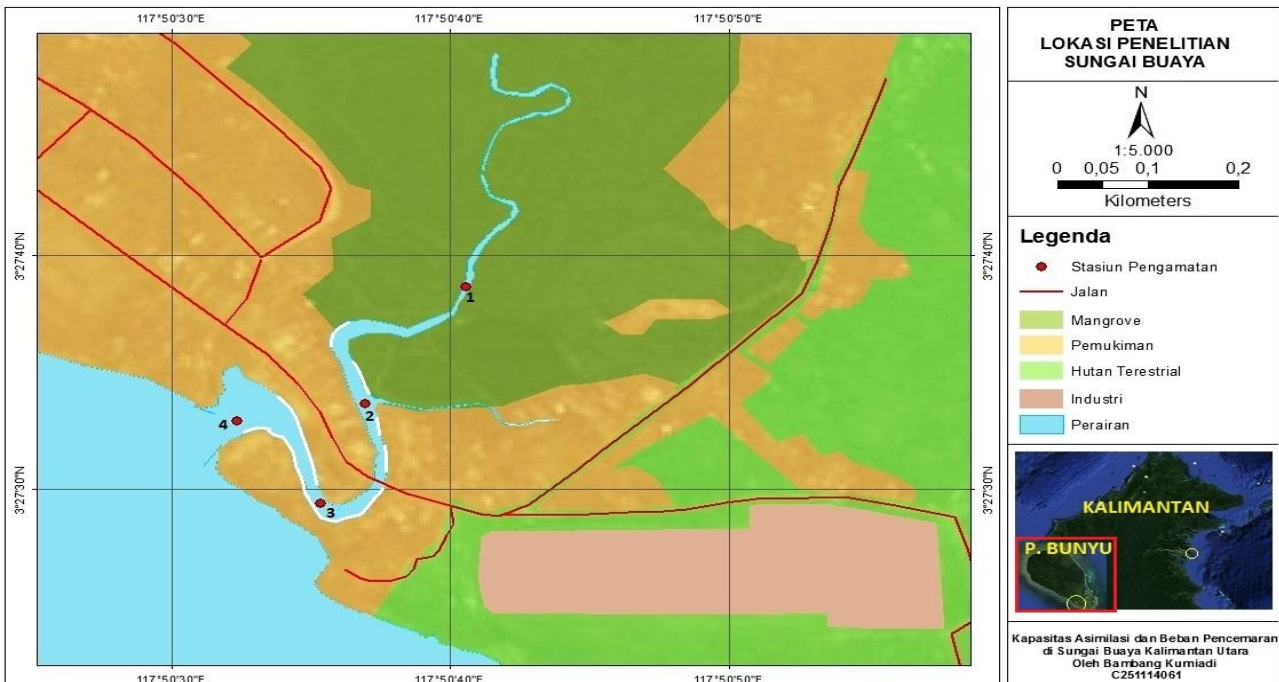 117°50'30"E 117°50'40"E 117°50'50"E
3°27'40"N 3°27'40"N
3°27'30"N 3°27'30"N
1
2
4
3
117°50'30"E 117°50'40"E 117°50'50"E
PETA
LOKASI PENELITIAN
SUNGAI BUAYA
N
1:5.000
0 0,05 0,1 0,2
Kilometers
Legenda
Stasiun Pengamatan
Jalan
Mangrove
Pemukiman
Hutan Terestrial
Industri
Perairan
KALIMANTAN
P. BUNYU
Kapasitas Asimilasi dan Beban Pencemaran
di Sungai Buaya Kalimantan Utara
Oleh Bambang Kurniadi
C251114061